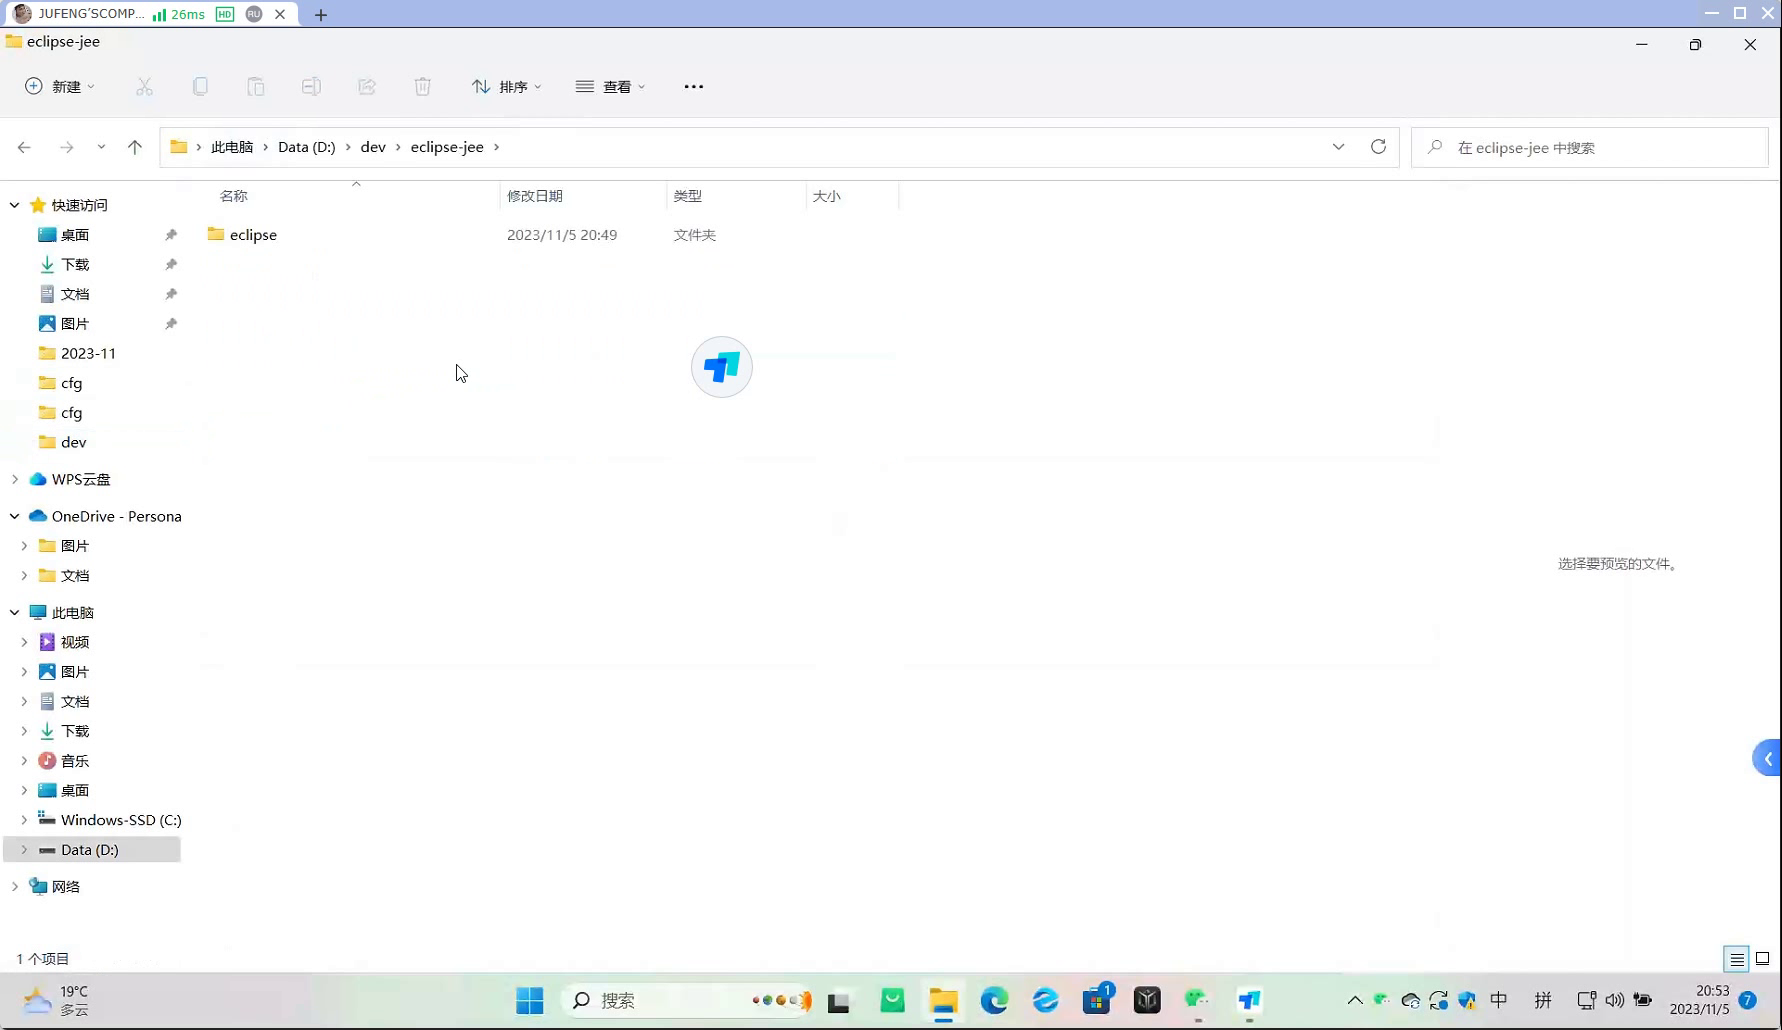 JUFENG'SCOMP... 26ms HD RU
eclipse-jee
新建 排序 查看
此电脑 Data (D:) dev eclipse-jee
在 eclipse-jee 中搜索
名称 修改日期 类型 大小
eclipse 2023/11/5 20:49 文件夹
快速访问
桌面
下载
文档
图片
2023-11
cfg
cfg
dev
WPS云盘
OneDrive - Persona
图片
文档
此电脑
视频
图片
文档
下载
音乐
桌面
Windows-SSD (C:)
Data (D:)
网络
选择要预览的文件。
1 个项目
19°C
多云
搜索
1
中 拼
20:53
2023/11/5
7